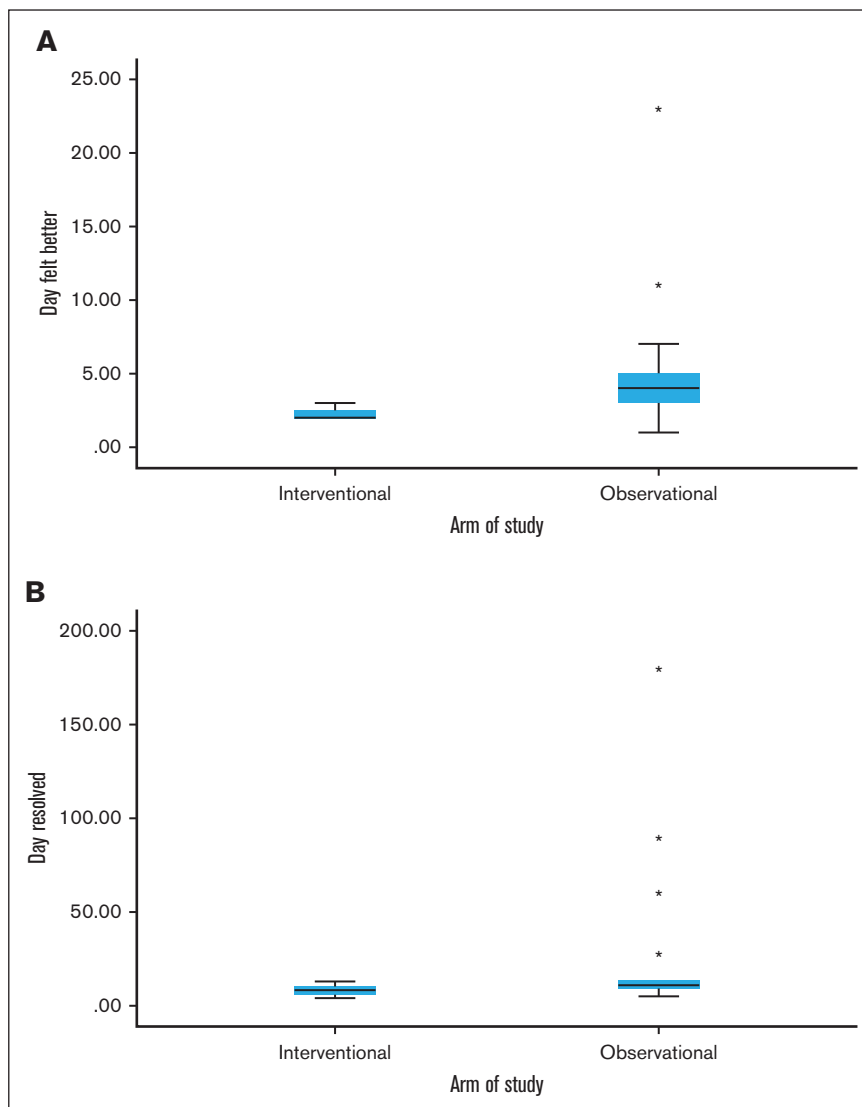 A
25.00
20.00
15.00
10.00
5.00
.00
Day felt better
*
*
Interventional Observational
Arm of study
B
200.00
150.00
100.00
50.00
.00
Day resolved
*
*
*
*
Interventional Observational
Arm of study